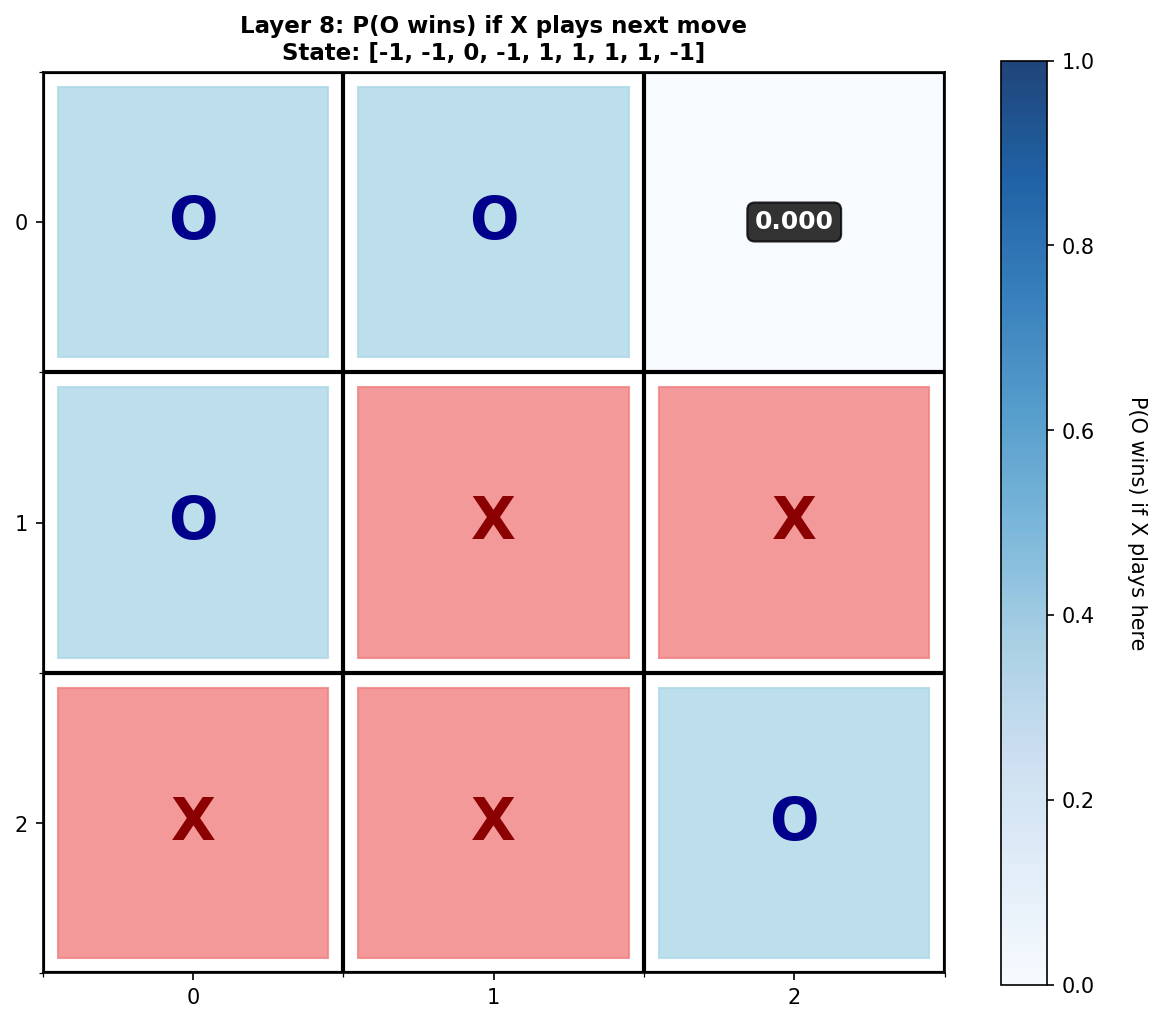 Layer 8: P(O wins) if X plays next move
State: [-1, -1, 0, -1, 1, 1, 1, 1, -1]
0
O
O
0.000
1
O
X
X
2
X
X
O
0
1
2
1.0
0.8
0.6
0.4
0.2
0.0
P(O wins) if X plays here